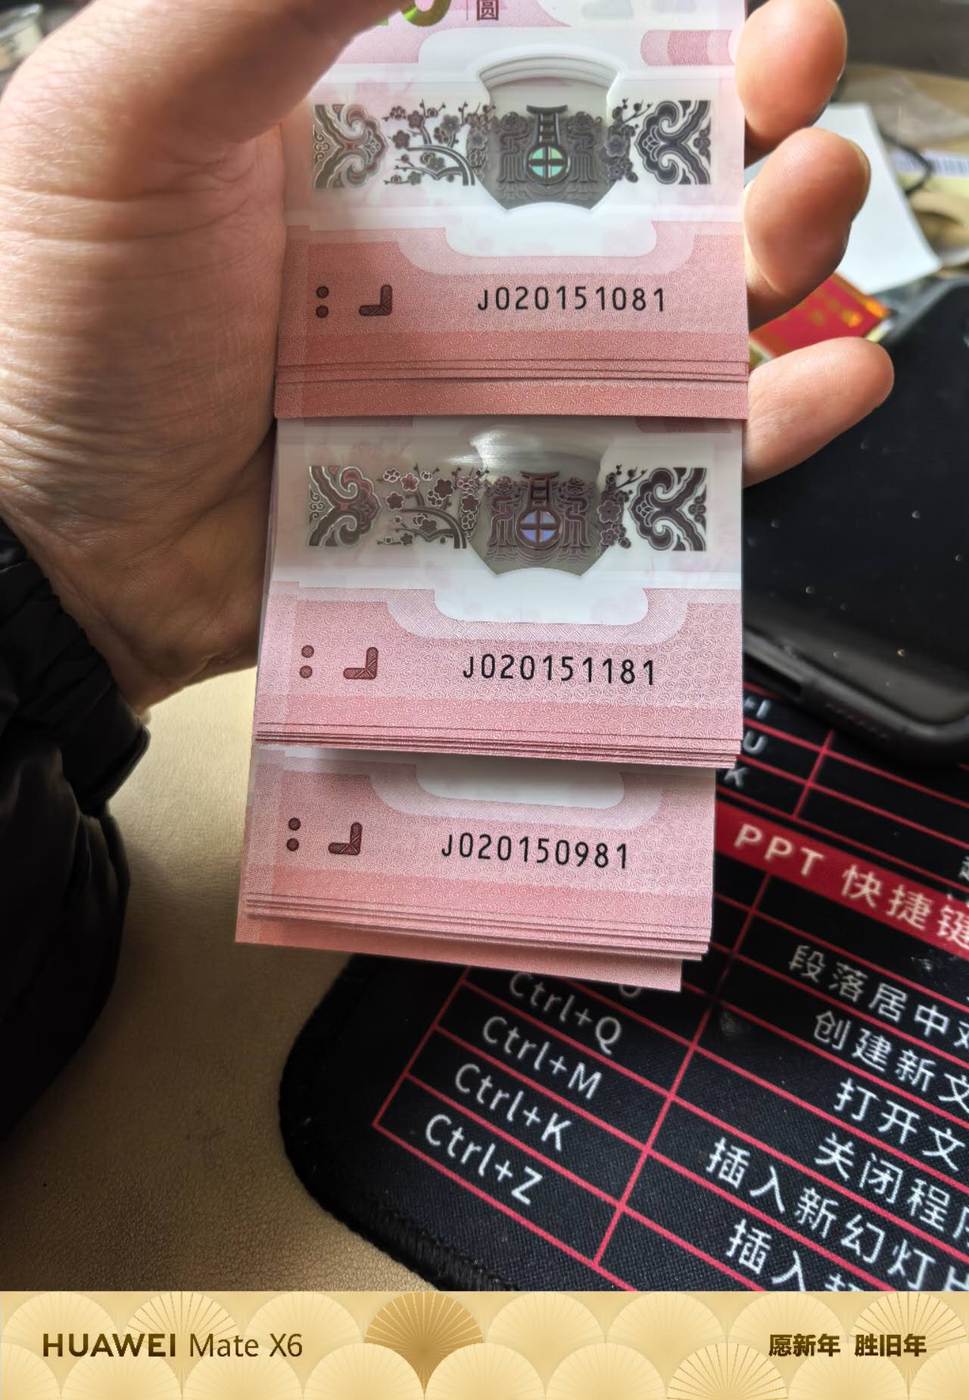 圆
J020151081
J020151181
J020150981
U
K
PPT 快捷键
Ctrl+Q
Ctrl+M
Ctrl+K
Ctrl+Z
段落居中对
创建新文
打开文
关闭程序
插入新幻灯片
插入
HUAWEI Mate X6
愿新年 胜旧年